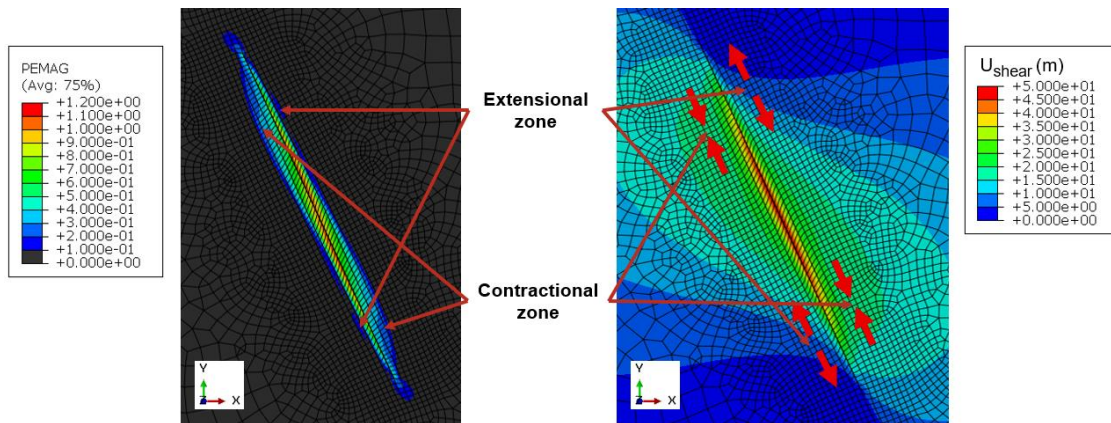 PEMAG
(Avg: 75%)
+1.200e+00
+1.100e+00
+1.000e+00
+9.000e-01
+8.000e-01
+7.000e-01
+6.000e-01
+5.000e-01
+4.000e-01
+3.000e-01
+2.000e-01
+1.000e-01
+0.000e+00
Y
Z
X
Extensional
zone
Contractional
zone
Y
Z
X
Ushear (m)
+5.000e+01
+4.500e+01
+4.000e+01
+3.500e+01
+3.000e+01
+2.500e+01
+2.000e+01
+1.500e+01
+1.000e+01
+5.000e+00
+0.000e+00